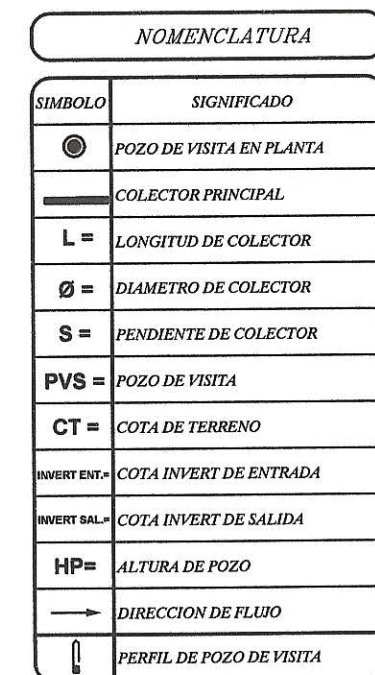 NOMENCLATURA
SIMBOLO SIGNIFICADO
POZO DE VISITA EN PLANTA
COLECTOR PRINCIPAL
L = LONGITUD DE COLECTOR
Ø = DIAMETRO DE COLECTOR
S = PENDIENTE DE COLECTOR
PVS = POZO DE VISITA
CT = COTA DE TERRENO
INVERT ENT.= COTA INVERT DE ENTRADA
INVERT SAL.= COTA INVERT DE SALIDA
HP= ALTURA DE POZO
DIRECCION DE FLUJO
PERFIL DE POZO DE VISITA